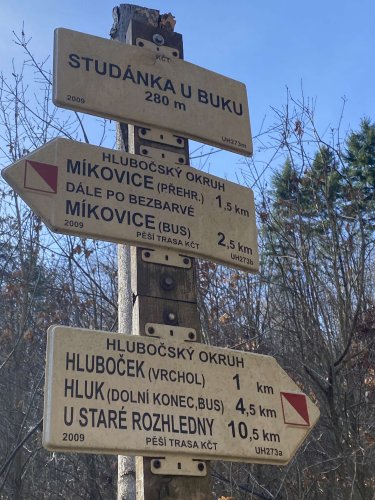 KČT
STUDÁNKA U BUKU
280 m
2009 UH273m
HLUBOČSKÝ OKRUH
MÍKOVICE (PŘEHR.) 1,5 km
DÁLE PO BEZBARVÉ
MÍKOVICE (BUS) 2,5 km
2009 PĚŠÍ TRASA KČT UH273b
HLUBOČSKÝ OKRUH
HLUBOČEK (VRCHOL) 1 km
HLUK (DOLNÍ KONEC,BUS) 4,5 km
U STARÉ ROZHLEDNY 10,5 km
2009 PĚŠÍ TRASA KČT UH273a